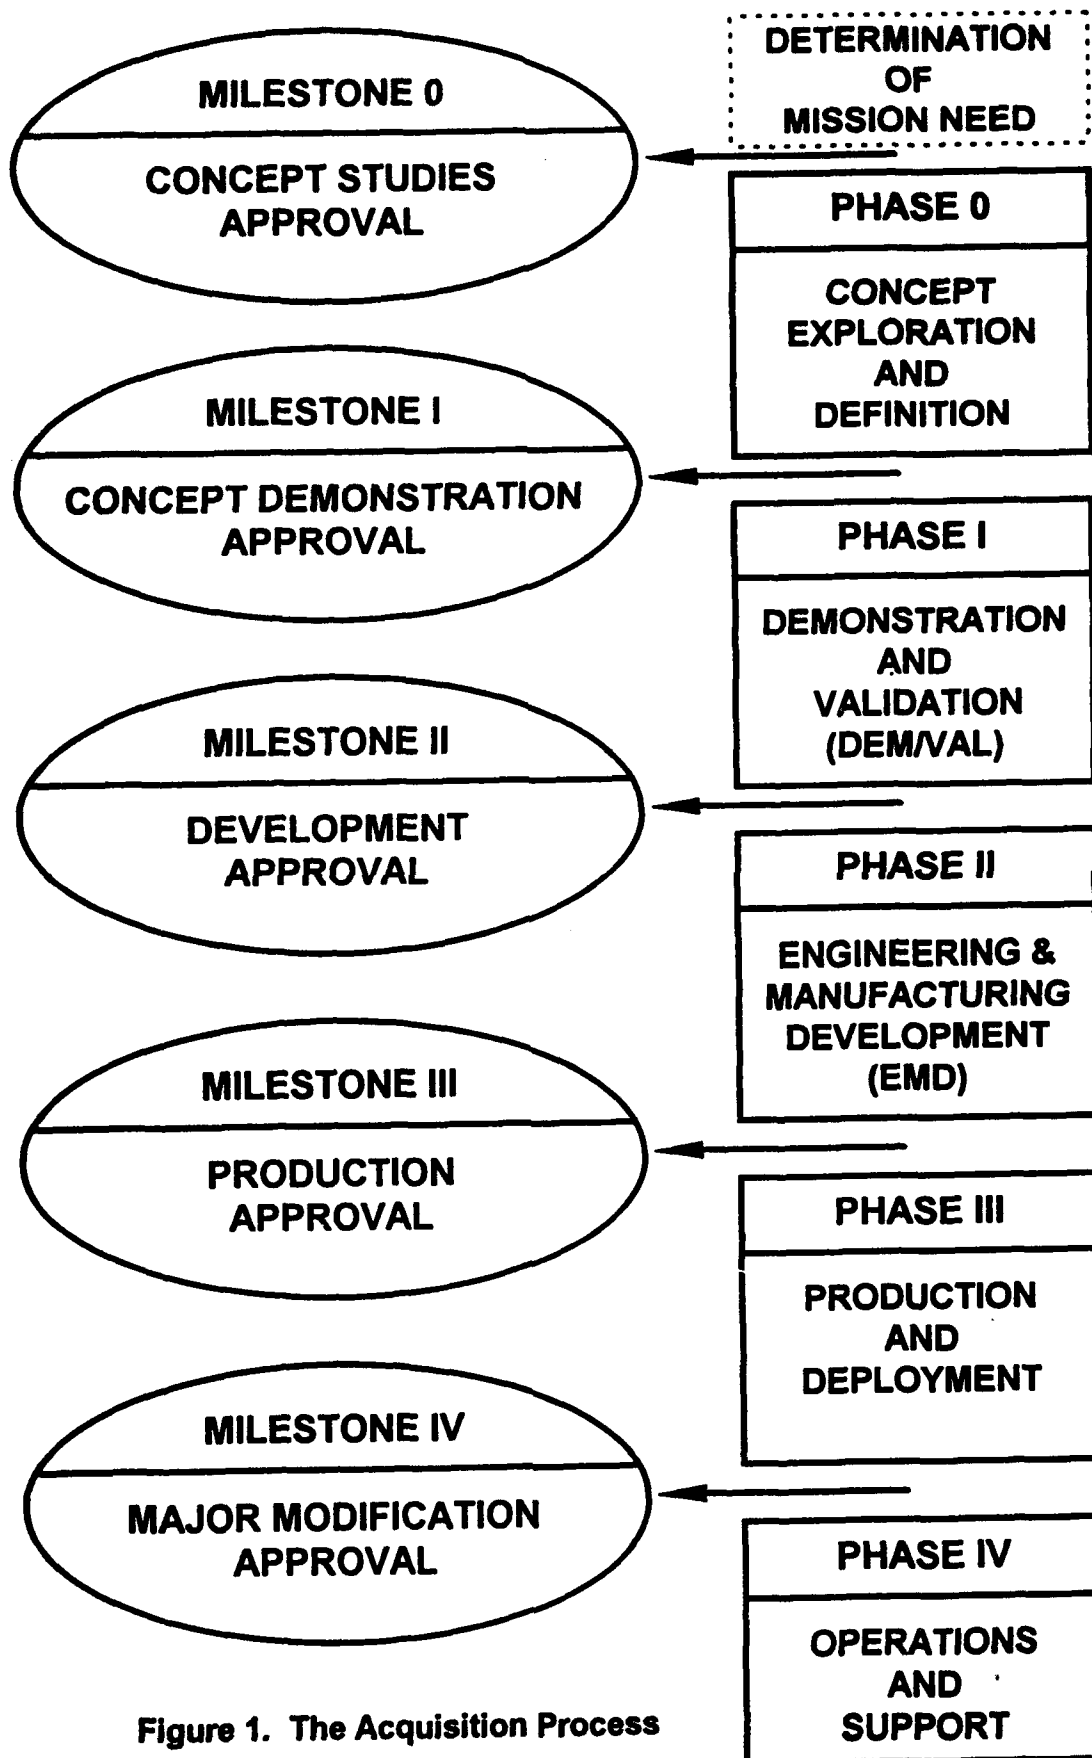 MILESTONE 0
CONCEPT STUDIES
APPROVAL
DETERMINATION
OF
MISSION NEED
PHASE 0
CONCEPT
EXPLORATION
AND
DEFINITION
MILESTONE I
CONCEPT DEMONSTRATION
APPROVAL
PHASE I
DEMONSTRATION
AND
VALIDATION
(DEM/VAL)
MILESTONE II
DEVELOPMENT
APPROVAL
PHASE II
ENGINEERING &
MANUFACTURING
DEVELOPMENT
(EMD)
MILESTONE III
PRODUCTION
APPROVAL
PHASE III
PRODUCTION
AND
DEPLOYMENT
MILESTONE IV
MAJOR MODIFICATION
APPROVAL
PHASE IV
OPERATIONS
AND
SUPPORT
Figure 1. The Acquisition Process